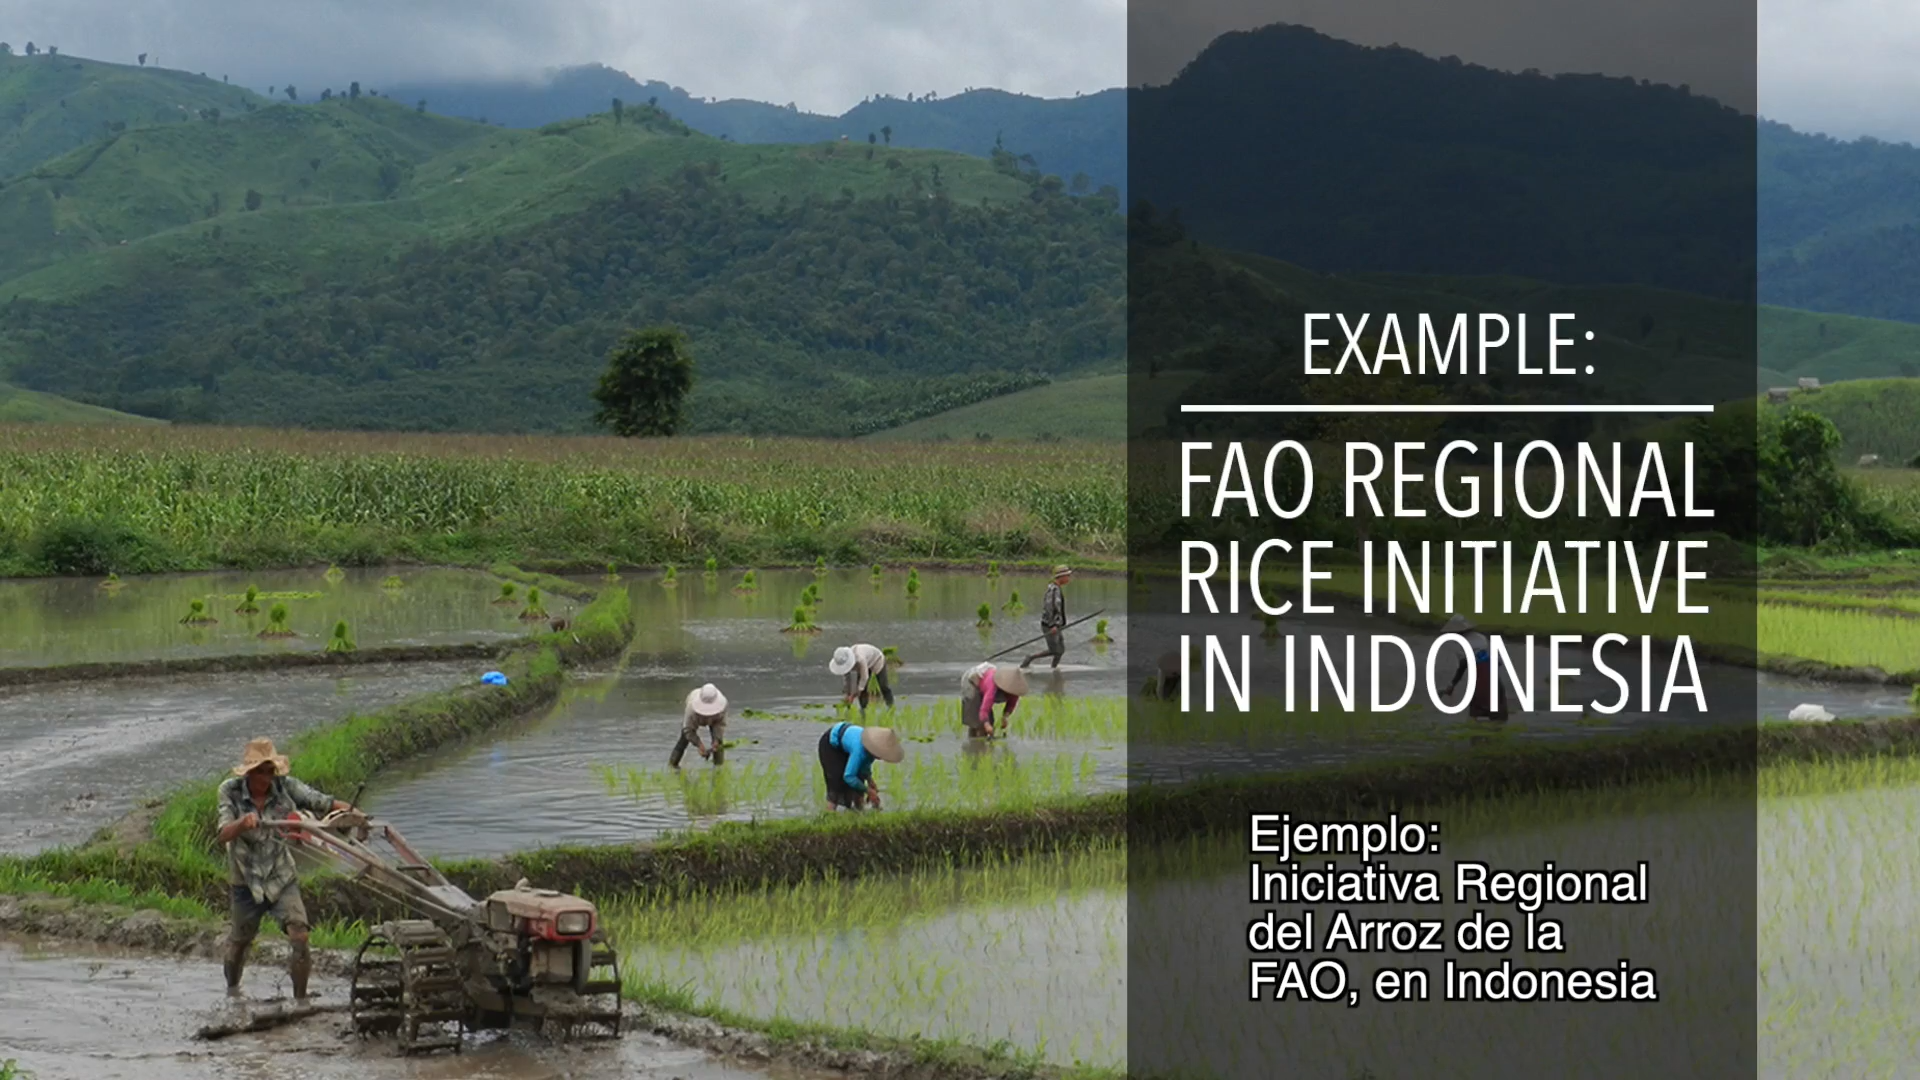 EXAMPLE:
FAO REGIONAL
RICE INITIATIVE
IN INDONESIA
Ejemplo:
Iniciativa Regional
del Arroz de la
FAO, en Indonesia